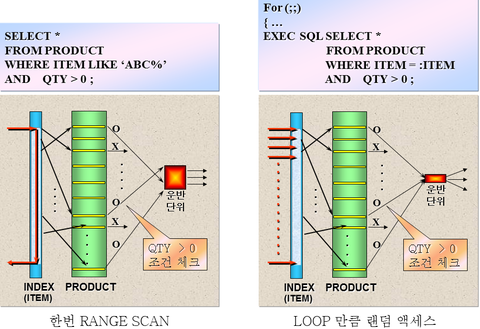 SELECT *
FROM PRODUCT
WHERE ITEM LIKE ‘ABC%’
AND QTY > 0 ;
O
X
O
X
O
운반
단위
QTY > 0
조건 체크
INDEX
(ITEM)
PRODUCT
한번 RANGE SCAN
For (;;)
{ …
EXEC SQL SELECT *
FROM PRODUCT
WHERE ITEM = :ITEM
AND QTY > 0 ;
O
X
O
X
O
운반
단위
QTY > 0
조건 체크
INDEX
(ITEM)
PRODUCT
LOOP 만큼 랜덤 액세스